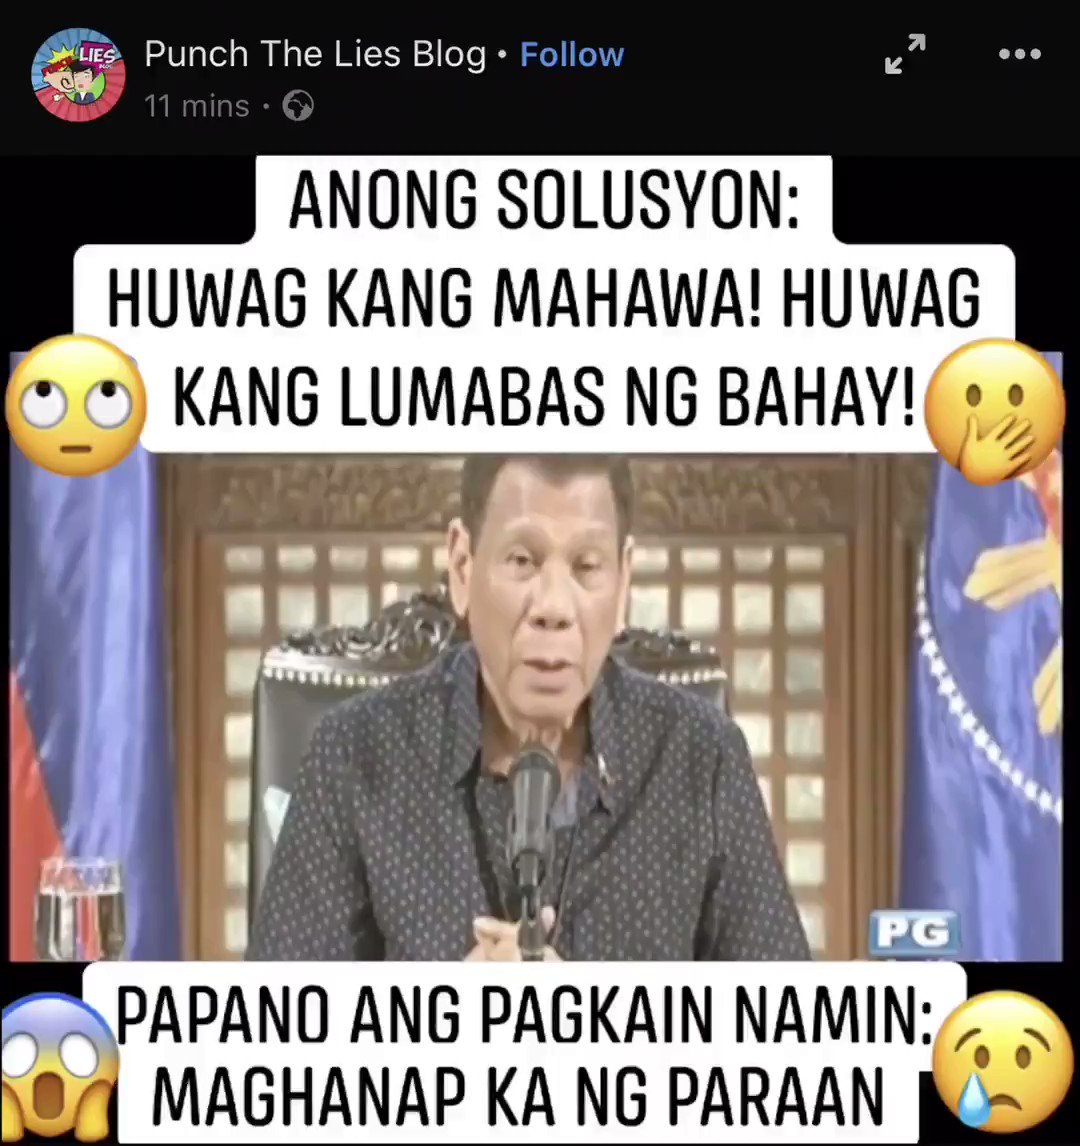 Punch The Lies Blog • Follow
11 mins •
LIES
ANONG SOLUSYON:
HUWAG KANG MAHAWA! HUWAG
KANG LUMABAS NG BAHAY!
PG
PAPANO ANG PAGKAIN NAMIN:
MAGHANAP KA NG PARAAN